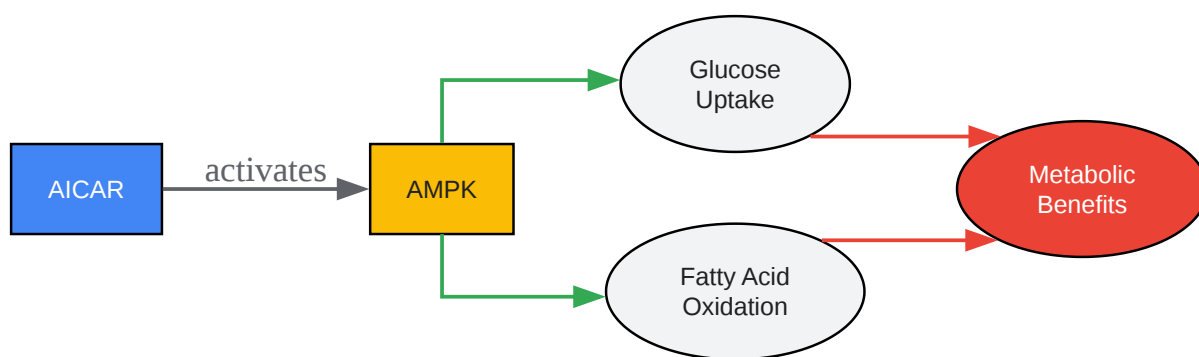 AICAR
activates
AMPK
Glucose
Uptake
Fatty Acid
Oxidation
Metabolic
Benefits